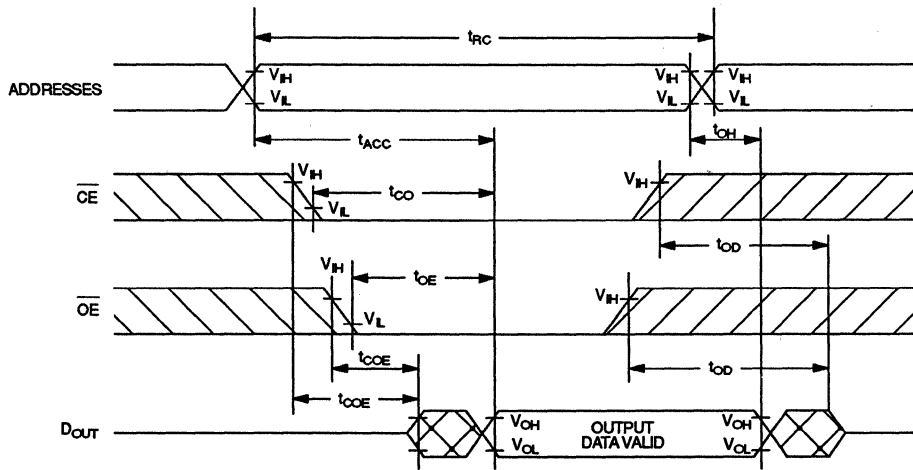 tRC
ADDRESSES
VIH
VIL
VIH
VIL
VIH
VIL
tACC
tOH
CE
VIH
VIL
tCO
VIH
tOD
OE
VIH
VIL
tOE
VIH
tCOE
tOD
tCOE
DOUT
VOH
VOL
OUTPUT
DATA VALID
VOH
VOL